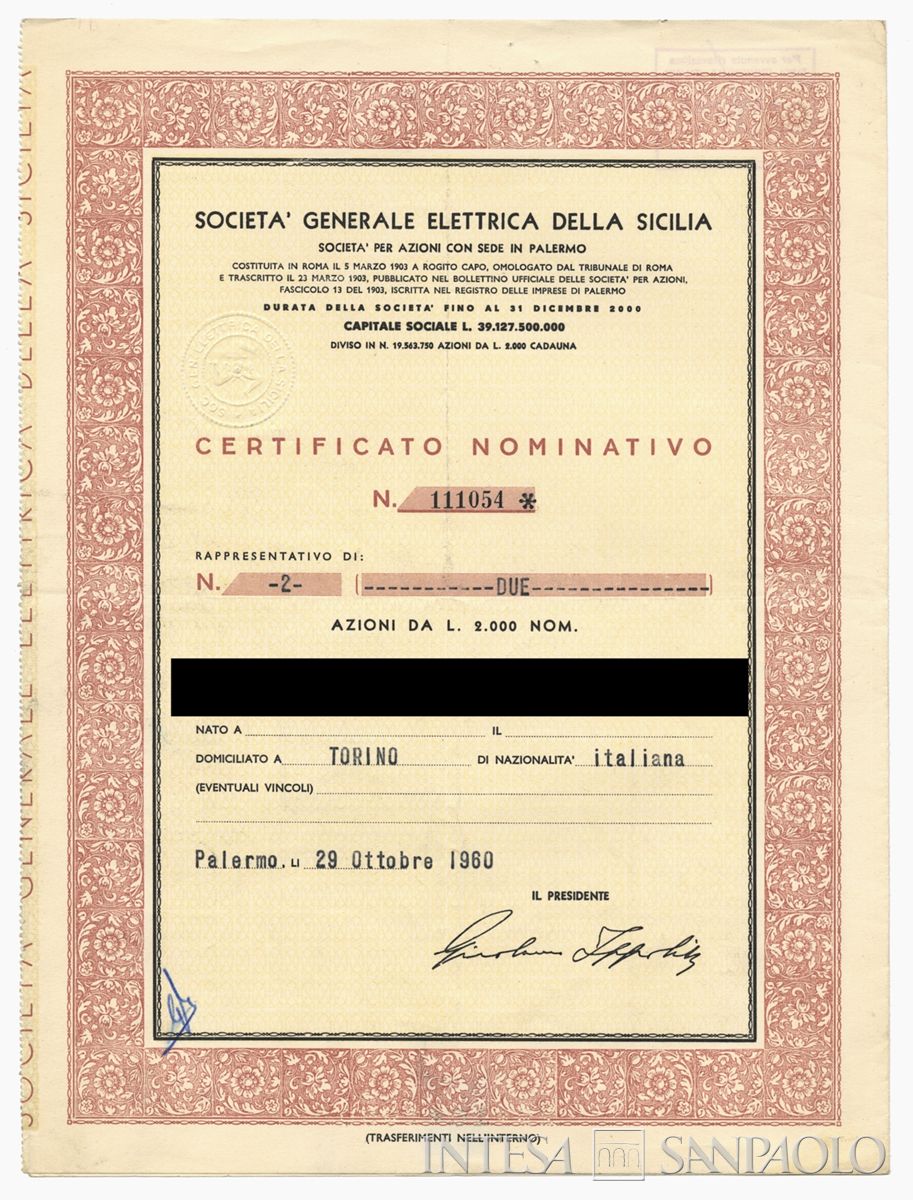 SOCIETA' GENERALE ELETTRICA DELLA SICILIA
SOCIETA' PER AZIONI CON SEDE IN PALERMO
COSTITUITA IN ROMA IL 5 MARZO 1903 A ROGITO CAPO, OMOLOGATO DAL TRIBUNALE DI ROMA
E TRASCRITTO IL 23 MARZO 1903, PUBBLICATO NEL BOLLETTINO UFFICIALE DELLE SOCIETA' PER AZIONI,
FASCICOLO 13 DEL 1903, ISCRITTA NEL REGISTRO DELLE IMPRESE DI PALERMO
DURATA DELLA SOCIETA' FINO AL 31 DICEMBRE 2000
CAPITALE SOCIALE L. 39.127.500.000
DIVISO IN N. 19.563.750 AZIONI DA L. 2.000 CADAUNA
CERTIFICATO NOMINATIVO
N. 111054 *
RAPPRESENTATIVO DI:
N. -2- (-----------DUE---------------)
AZIONI DA L. 2.000 NOM.
NATO A IL
DOMICILIATO A TORINO DI NAZIONALITA' italiana
(EVENTUALI VINCOLI)
Palermo, li 29 Ottobre 1960
IL PRESIDENTE
Girolamo Ippolito
(TRASFERIMENTI NELL'INTERNO)
INTESA SANPAOLO
SOCIETA' GENERALE ELETTRICA DELLA SICILIA